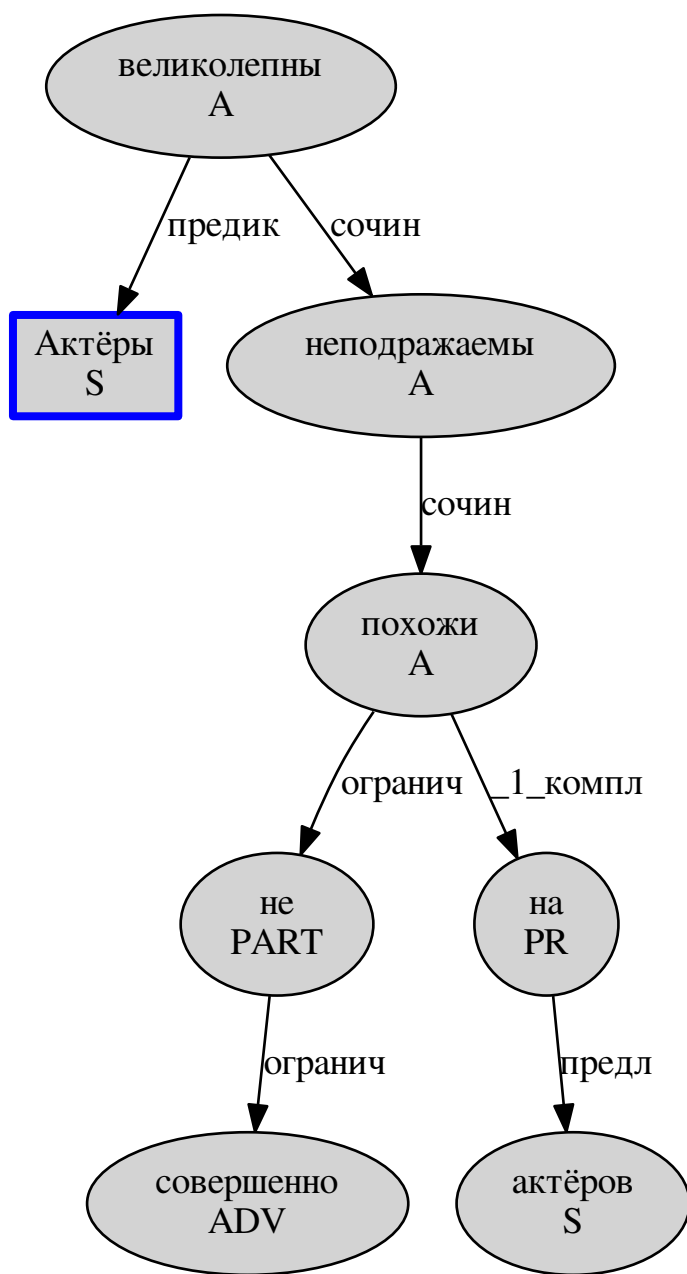 великолепны
A
предик
сочин
Актёры
S
неподражаемы
A
сочин
похожи
A
огранич
_1_компл
не
PART
на
PR
огранич
предл
совершенно
ADV
актёров
S